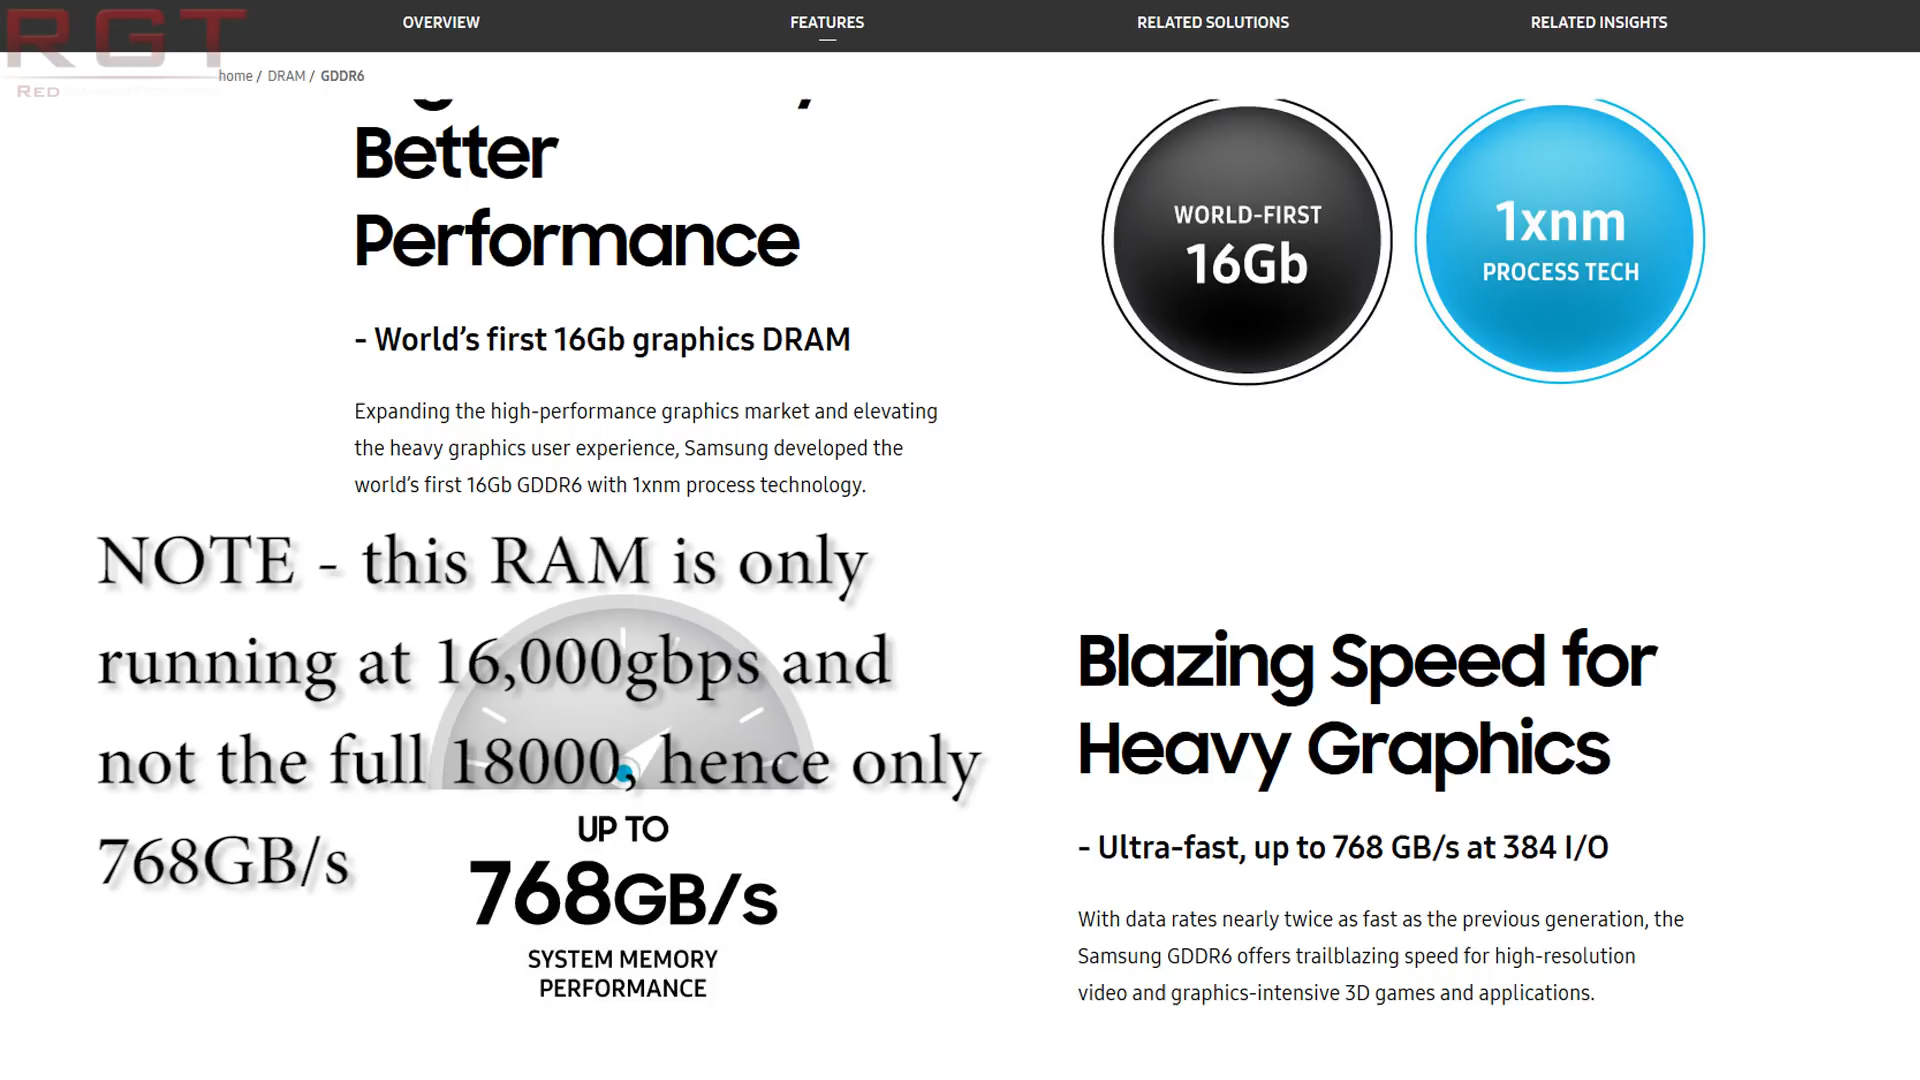 RGT
RED
OVERVIEW
FEATURES
RELATED SOLUTIONS
RELATED INSIGHTS
home / DRAM / GDDR6
Better
Performance
- World’s first 16Gb graphics DRAM
Expanding the high-performance graphics market and elevating
the heavy graphics user experience, Samsung developed the
world’s first 16Gb GDDR6 with 1xnm process technology.
WORLD-FIRST
16Gb
1xnm
PROCESS TECH
NOTE - this RAM is only
running at 16,000gbps and
not the full 18000, hence only
768GB/s
UP TO
768GB/s
SYSTEM MEMORY
PERFORMANCE
Blazing Speed for
Heavy Graphics
- Ultra-fast, up to 768 GB/s at 384 I/O
With data rates nearly twice as fast as the previous generation, the
Samsung GDDR6 offers trailblazing speed for high-resolution
video and graphics-intensive 3D games and applications.